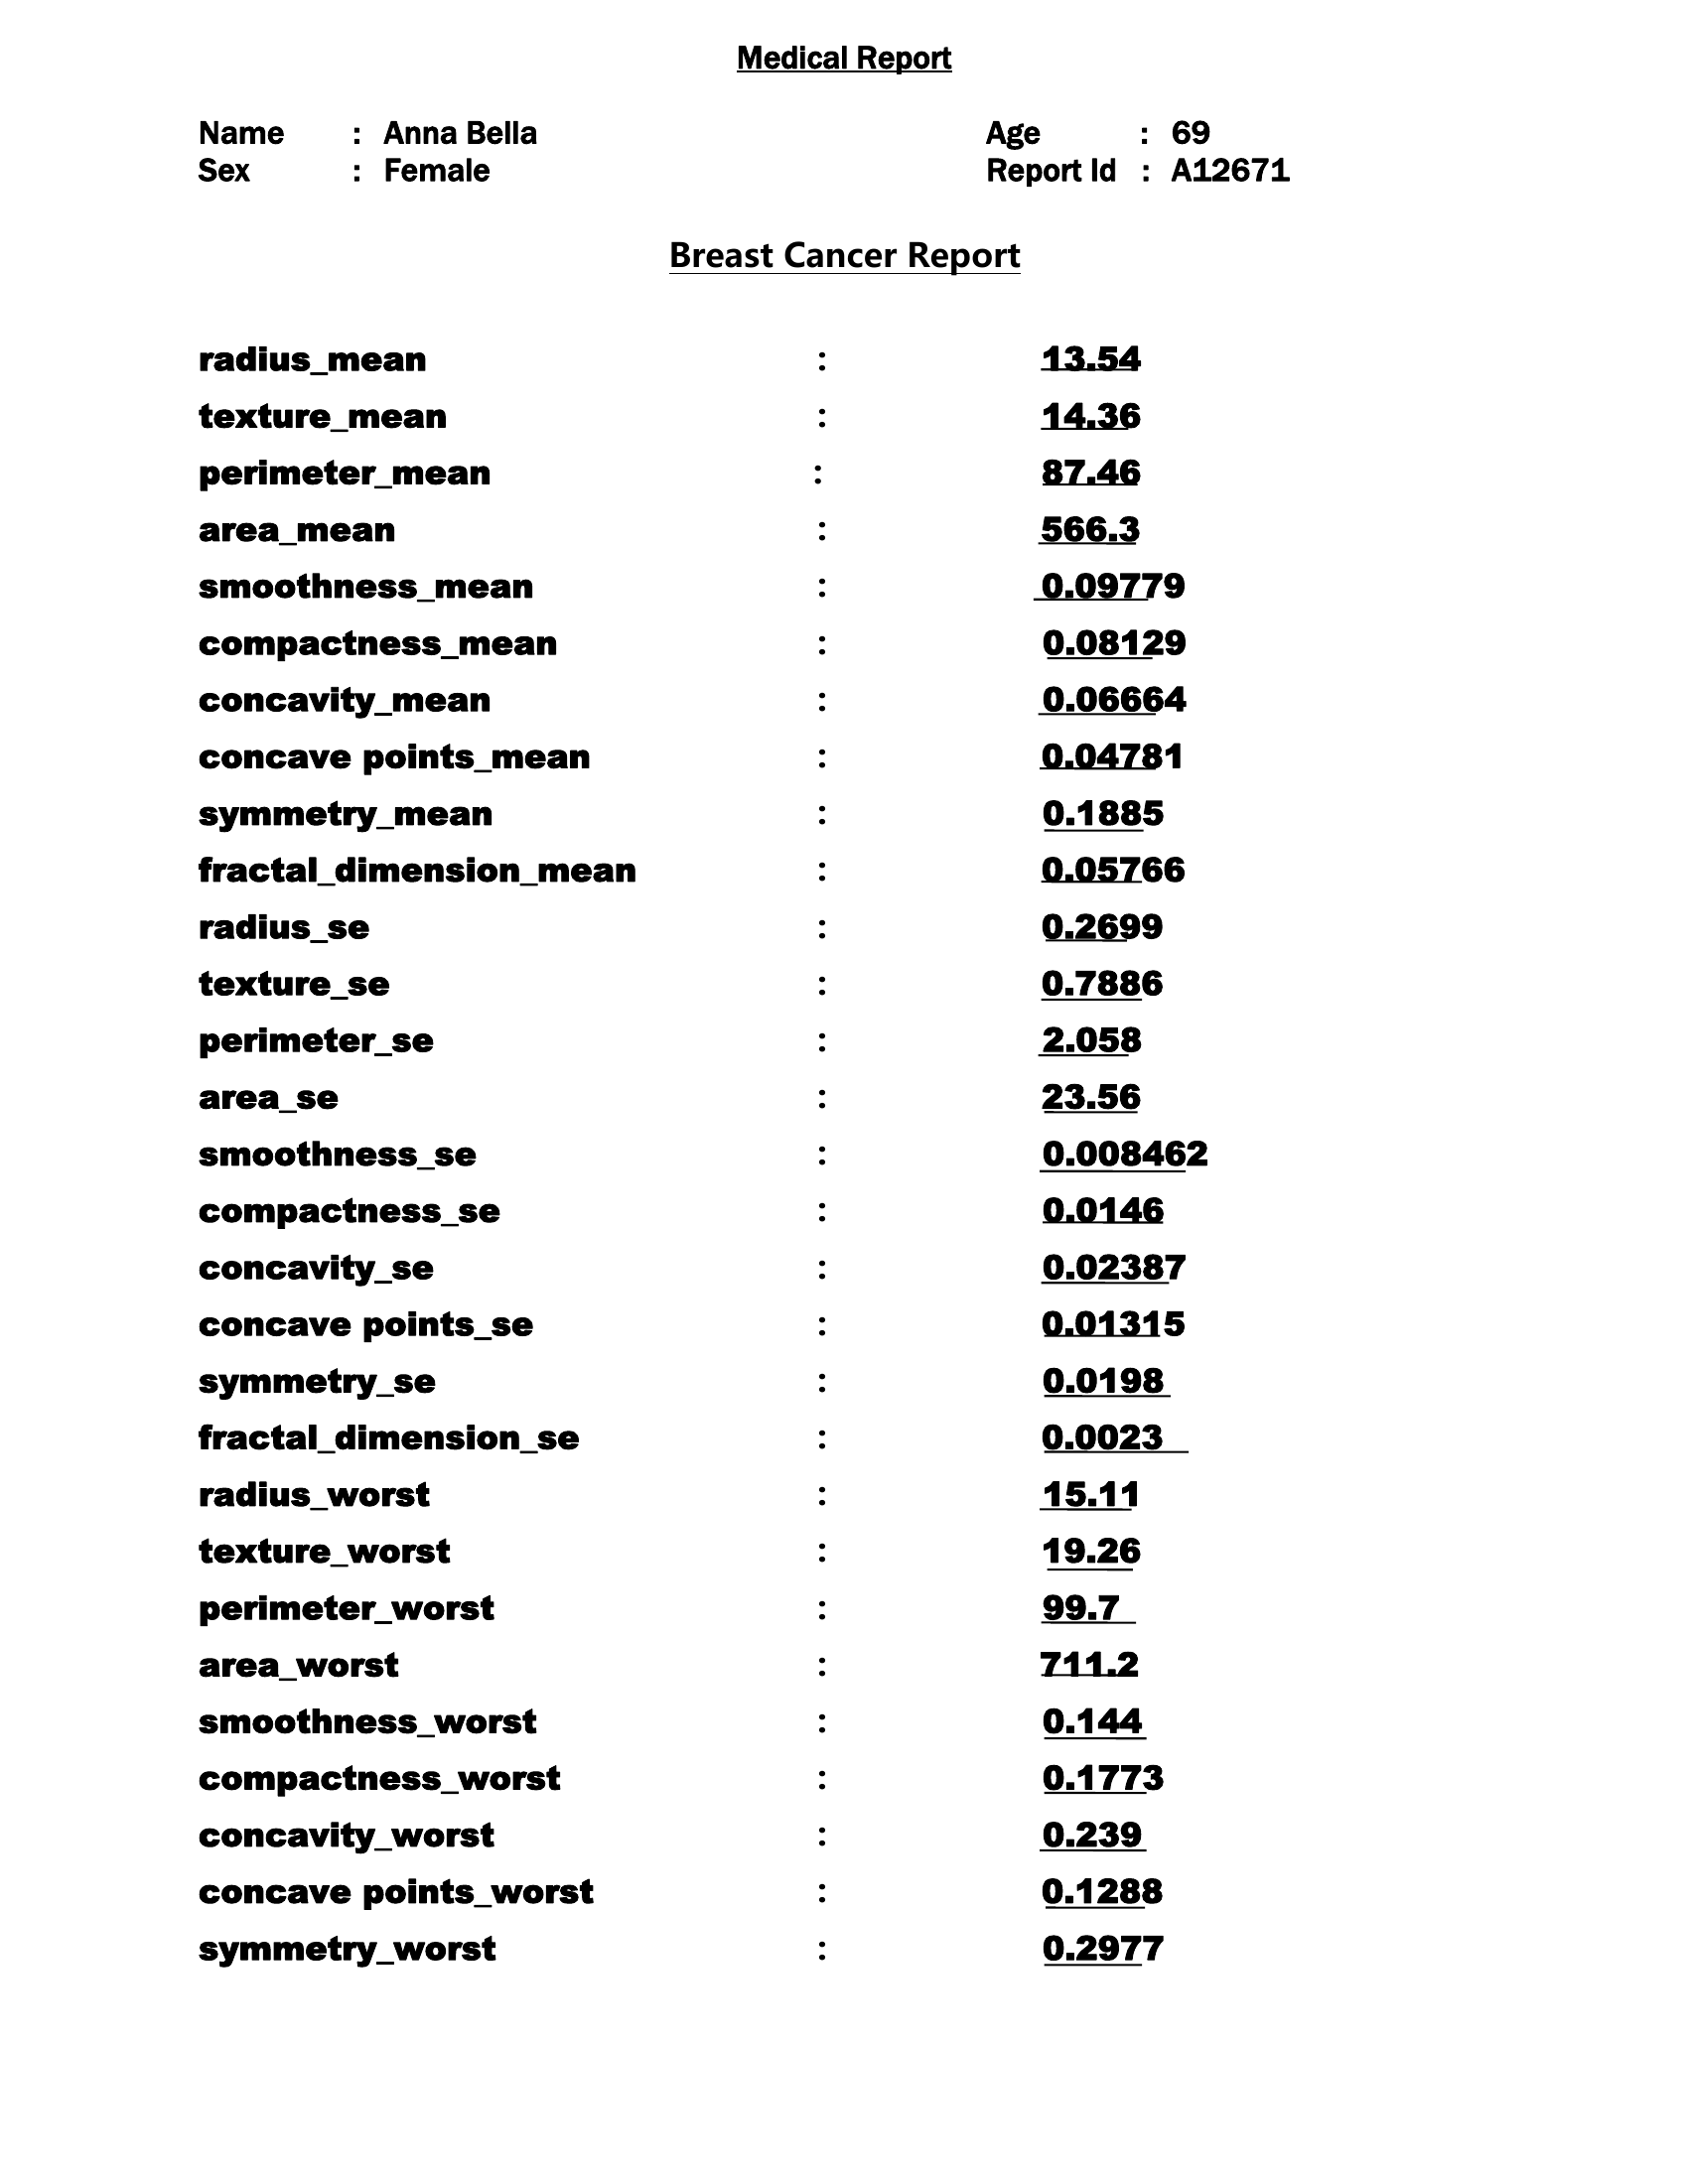 Medical Report
Name : Anna Bella Age : 69
Sex : Female Report Id : A12671
Breast Cancer Report
radius_mean : 13.54
texture_mean : 14.36
perimeter_mean : 87.46
area_mean : 566.3
smoothness_mean : 0.09779
compactness_mean : 0.08129
concavity_mean : 0.06664
concave points_mean : 0.04781
symmetry_mean : 0.1885
fractal_dimension_mean : 0.05766
radius_se : 0.2699
texture_se : 0.7886
perimeter_se : 2.058
area_se : 23.56
smoothness_se : 0.008462
compactness_se : 0.0146
concavity_se : 0.02387
concave points_se : 0.01315
symmetry_se : 0.0198
fractal_dimension_se : 0.0023
radius_worst : 15.11
texture_worst : 19.26
perimeter_worst : 99.7
area_worst : 711.2
smoothness_worst : 0.144
compactness_worst : 0.1773
concavity_worst : 0.239
concave points_worst : 0.1288
symmetry_worst : 0.2977